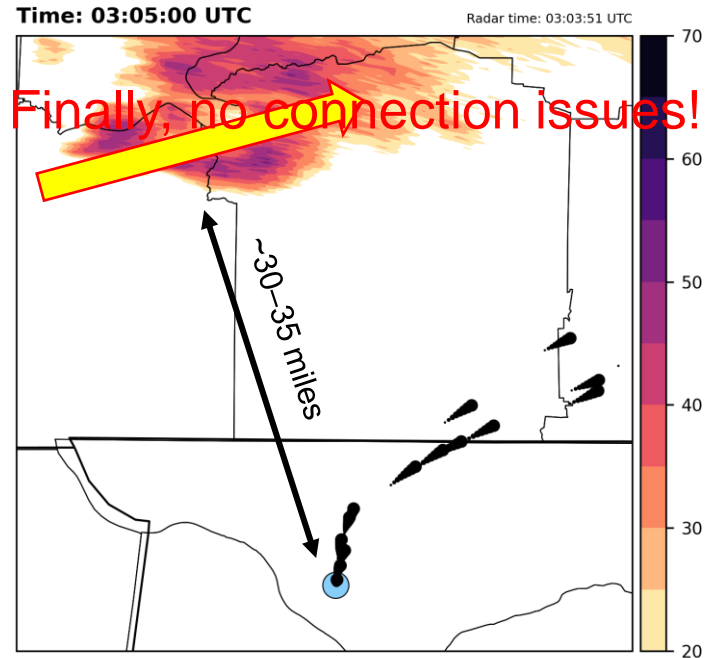 Time: 03:05:00 UTC
Radar time: 03:03:51 UTC
Finally, no connection issues!
~30–35 miles
70
60
50
40
30
20